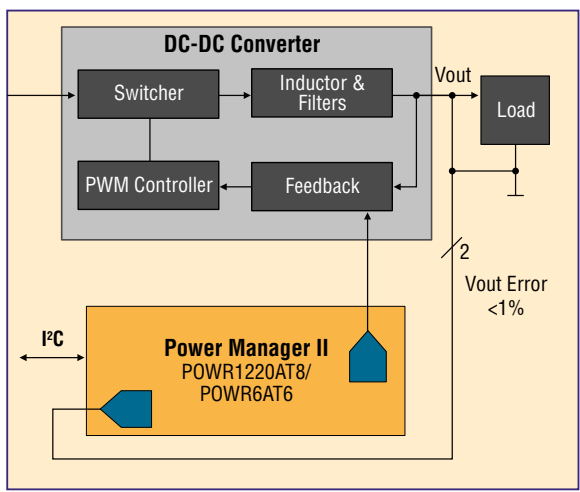 DC-DC Converter
Switcher
Inductor &
Filters
Vout
Load
PWM Controller
Feedback
2
Vout Error
<1%
I²C
Power Manager II
POWR1220AT8/
POWR6AT6